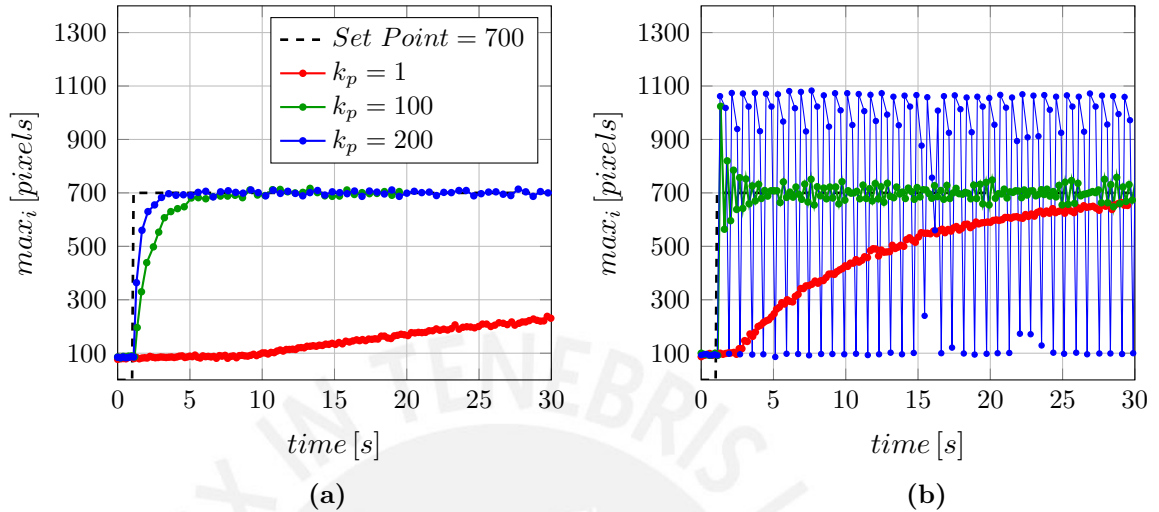 1300
1100
900
700
500
300
100
0 5 10 15 20 25 30
max_i [pixels]
time [s]
Set Point = 700
k_p = 1
k_p = 100
k_p = 200
(a)
1300
1100
900
700
500
300
100
0 5 10 15 20 25 30
max_i [pixels]
time [s]
(b)
X IN TENEBRIS